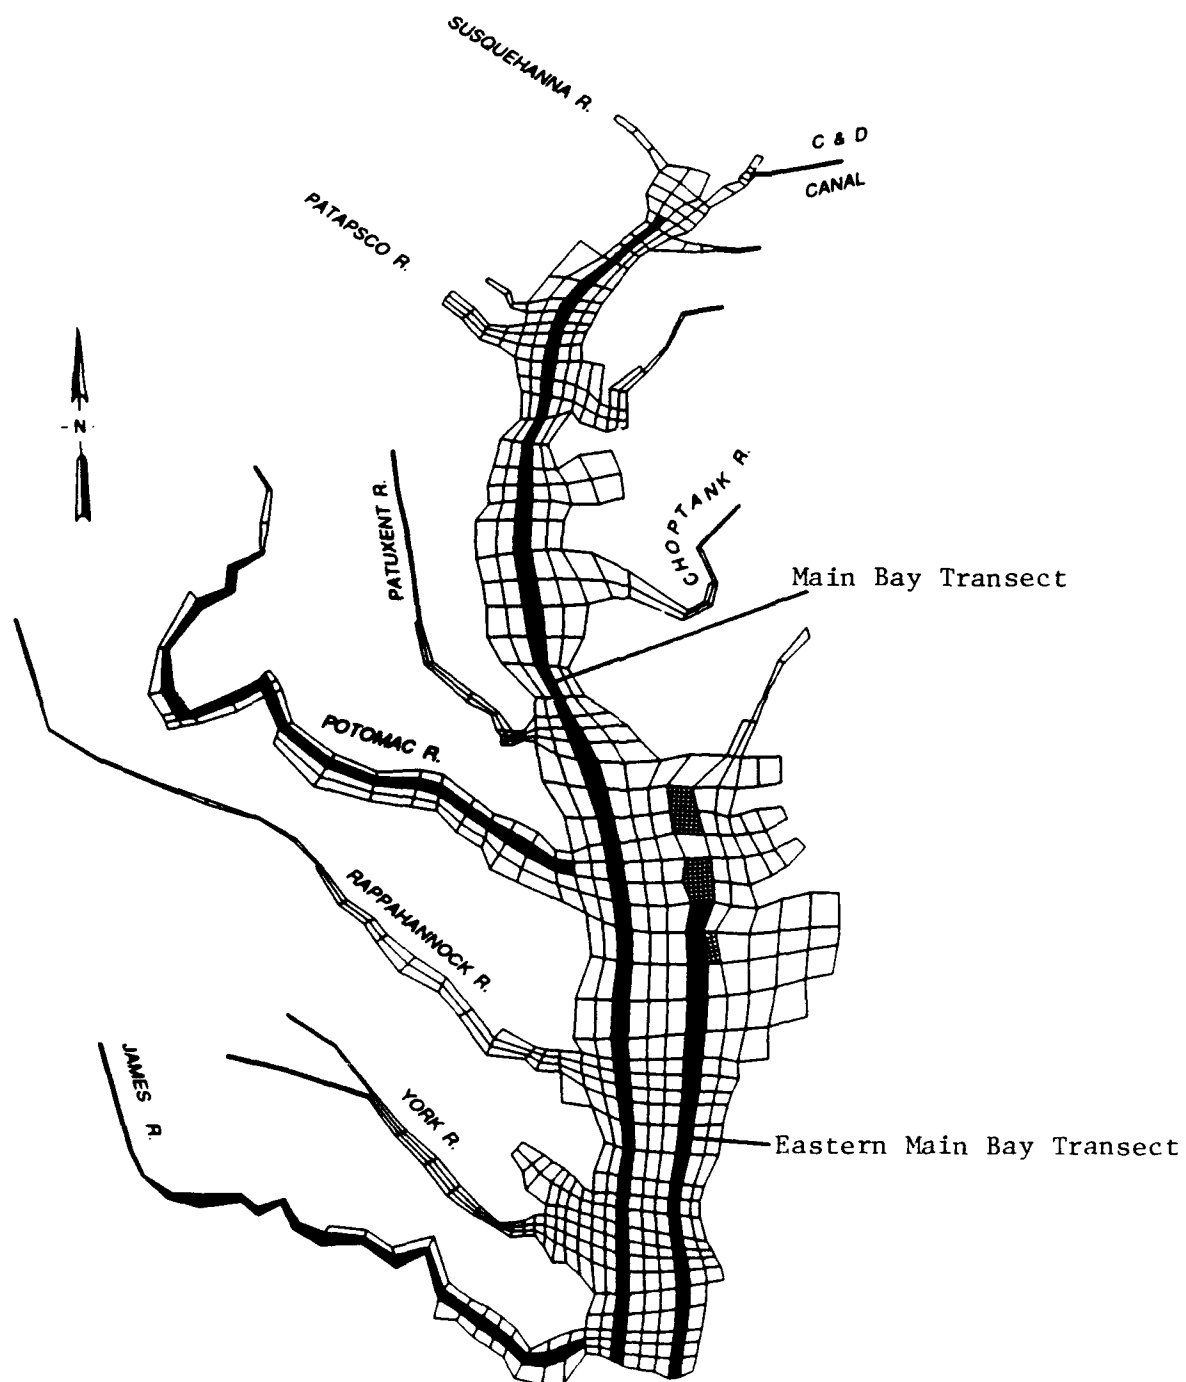 SUSQUEHANNA R.
C & D
CANAL
PATAPSCO R.
- N -
CHOPTANK R.
PATUXENT R.
Main Bay Transect
POTOMAC R.
RAPPAHANNOCK R.
JAMES R.
YORK R.
Eastern Main Bay Transect